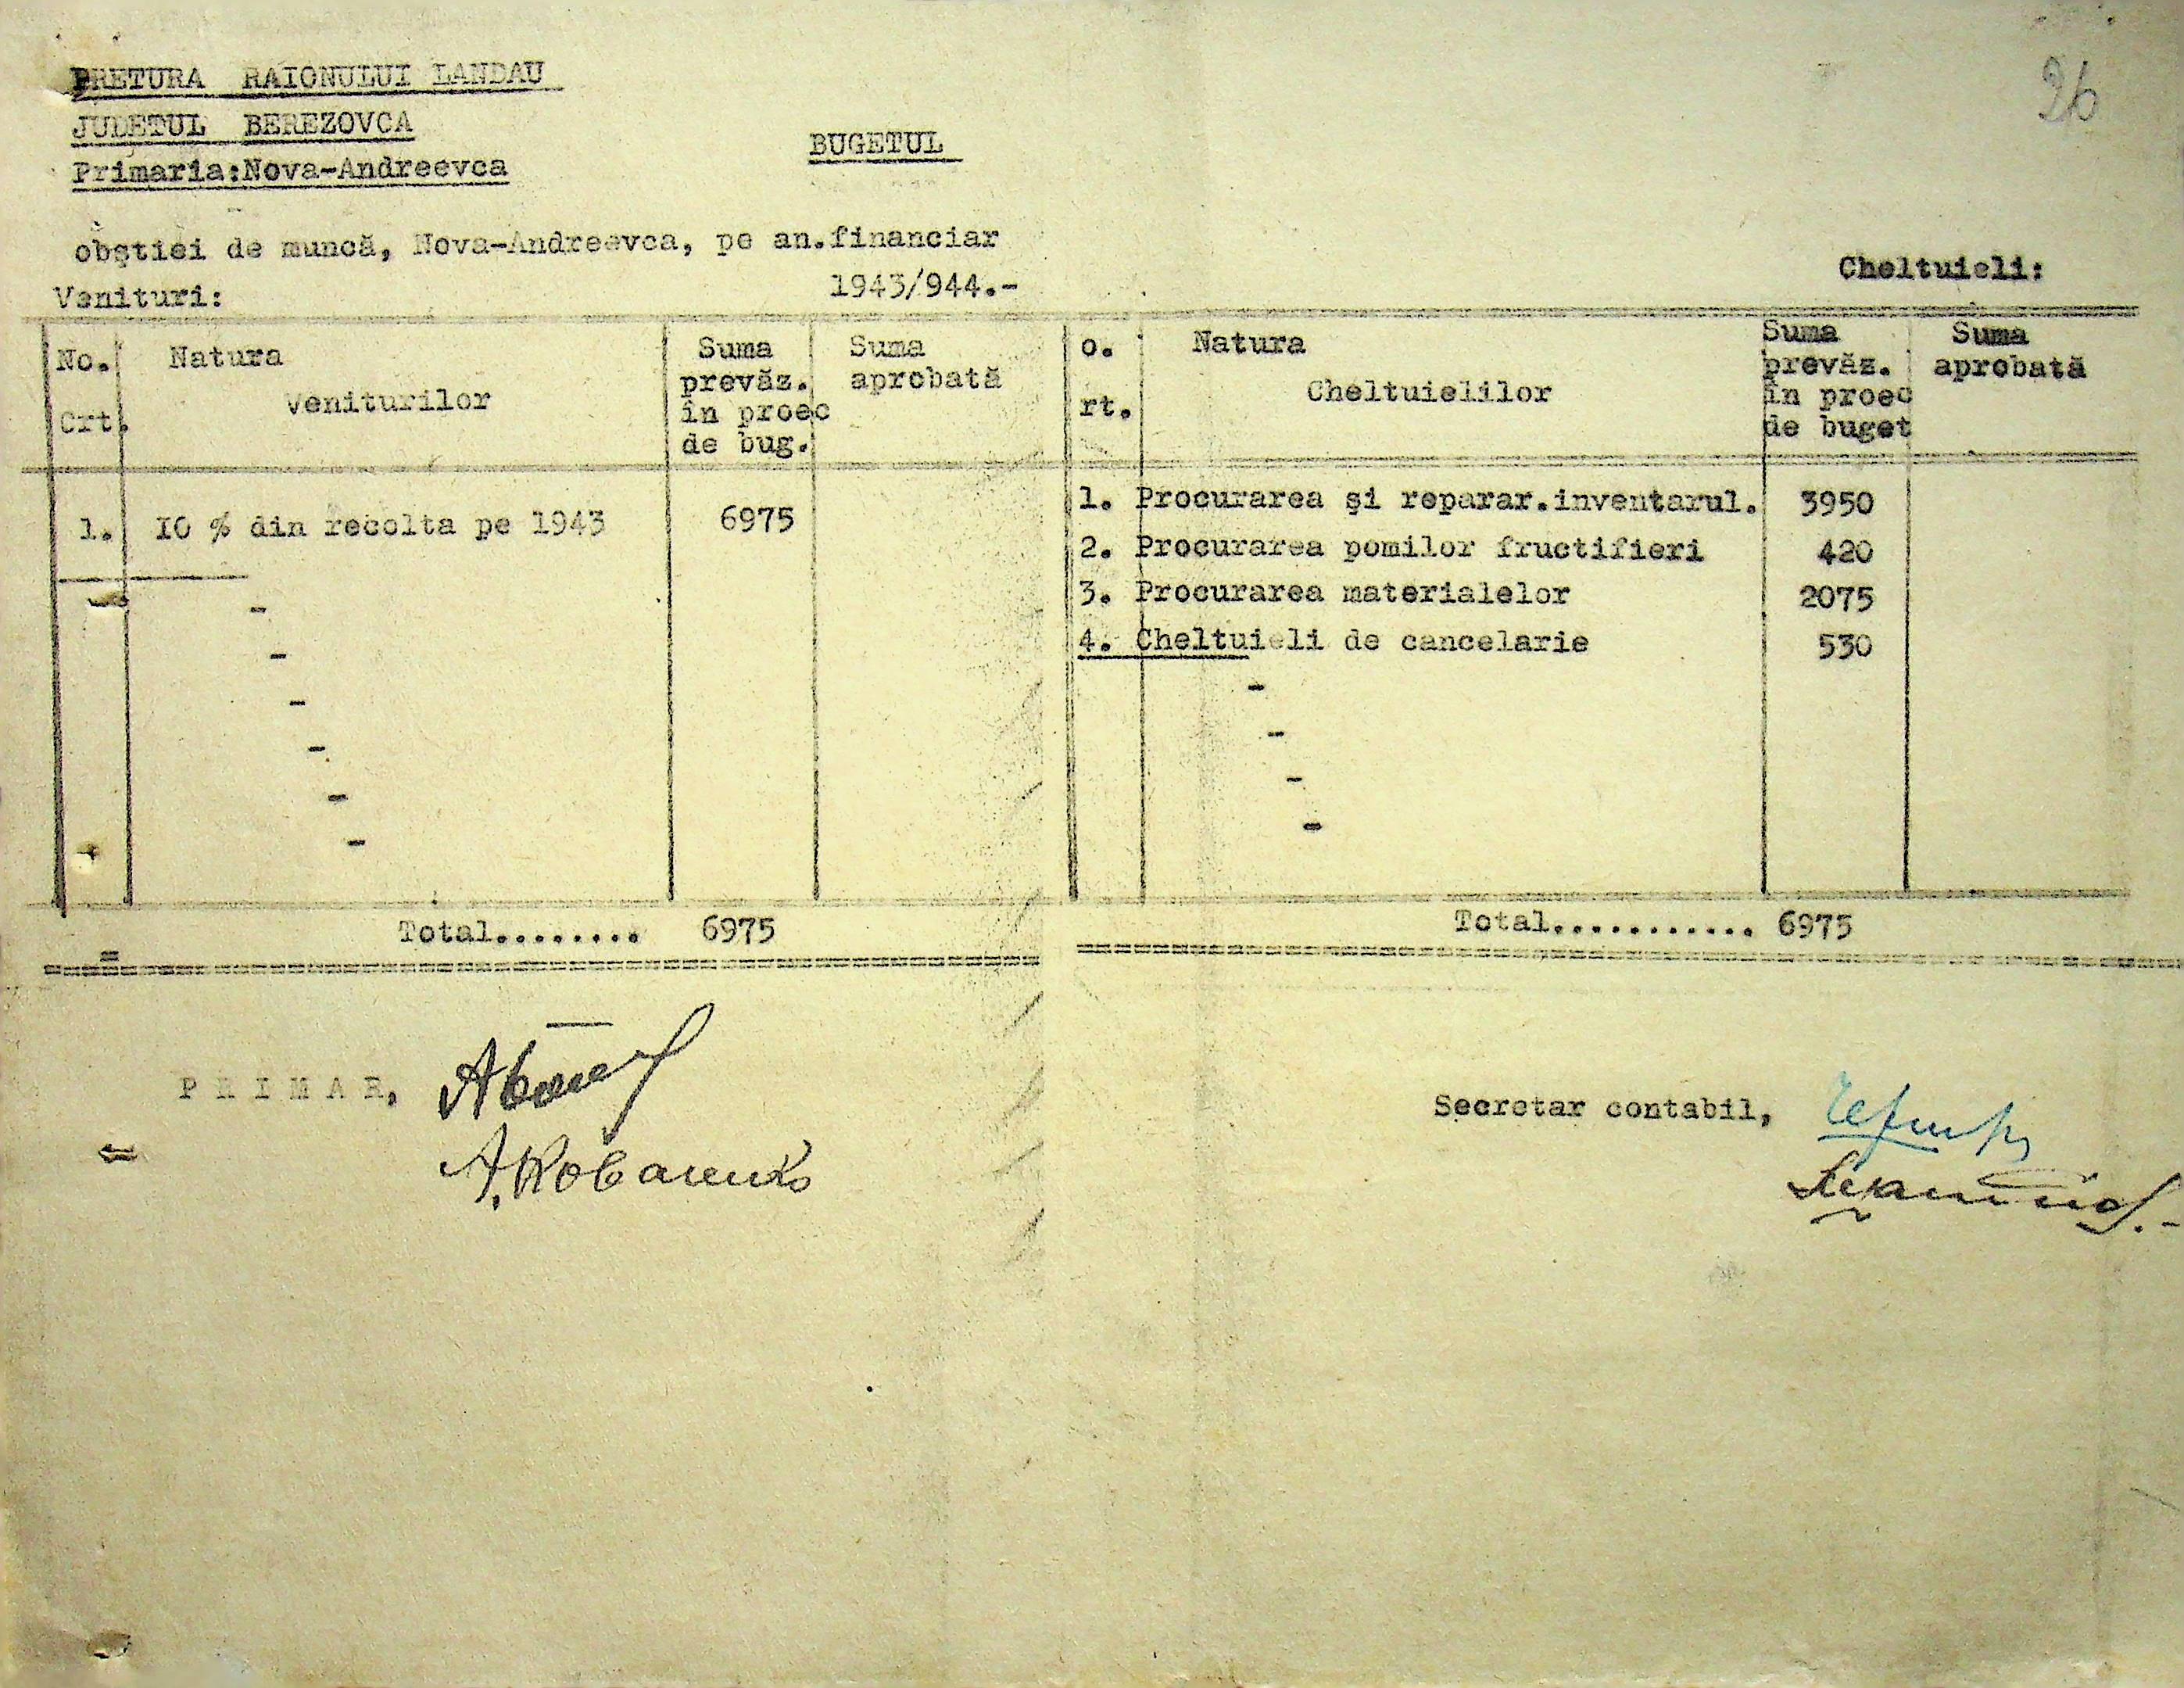 26
PRETURA RAIONULUI LANDAU
JUDEŢUL BEREZOVCA
Primaria:Nova-Andreevca
BUGETUL
obştiei de muncă, Nova-Andreevca, pe an.financiar
1943/944.-
Venituri:
Cheltuieli:
No. Crt. Natura Veniturilor Suma prevăz. în proec de bug. Suma aprobată
o. rt. Natura Cheltuielilor Suma prevăz. în proec de buget Suma aprobată
1. IO % din recolta pe 1943 6975
-
-
-
-
-
-
Total......... 6975
1. Procurarea şi reparar.inventarul. 3950
2. Procurarea pomilor fructifieri 420
3. Procurarea materialelor 2075
4. Cheltuieli de cancelarie 530
-
-
-
-
Total........... 6975
P R I M A R,
А.Коваленко
Secretar contabil,